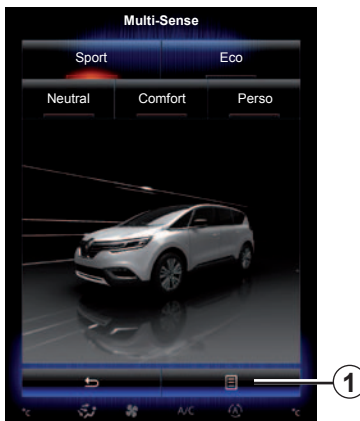 Multi-Sense
Sport Eco
Neutral Comfort Perso
1
°c A/C A °c